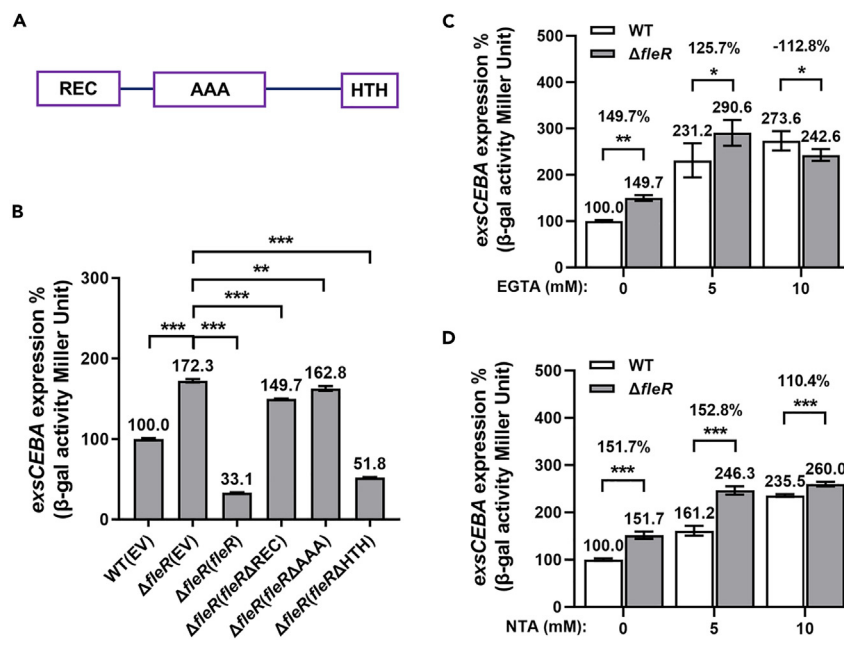 A
REC
AAA
HTH
B
exsCEBA expression %
(β-gal activity Miller Unit)
300
200
100
0
***
**
***
***
***
100.0
172.3
33.1
149.7
162.8
51.8
WT(EV)
ΔfleR(EV)
ΔfleR(fleR)
ΔfleR(fleRΔREC)
ΔfleR(fleRΔAAA)
ΔfleR(fleRΔHTH)
C
exsCEBA expression %
(β-gal activity Miller Unit)
500
400
300
200
100
0
WT
ΔfleR
149.7%
**
125.7%
*
-112.8%
*
100.0
149.7
231.2
290.6
273.6
242.6
EGTA (mM):
0
5
10
D
exsCEBA expression %
(β-gal activity Miller Unit)
500
400
300
200
100
0
WT
ΔfleR
151.7%
***
152.8%
***
110.4%
***
100.0
151.7
161.2
246.3
235.5
260.0
NTA (mM):
0
5
10